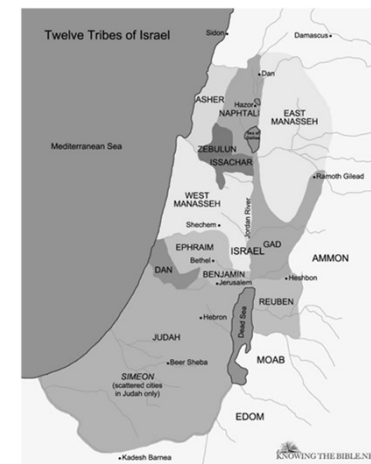 Twelve Tribes of Israel
Sidon
Damascus
Dan
ASHER
Hazor
NAPHTALI
EAST
MANASSEH
Mediterranean Sea
ZEBULUN
ISSACHAR
Ramoth Gilead
WEST
MANASSEH
Jordan River
Shechem
EPHRAIM
ISRAEL
GAD
Bethel
AMMON
DAN
BENJAMIN
Jerusalem
Heshbon
REUBEN
Hebron
Dead Sea
JUDAH
MOAB
Beer Sheba
SIMEON
(scattered cities
in Judah only)
EDOM
Kadesh Barnea